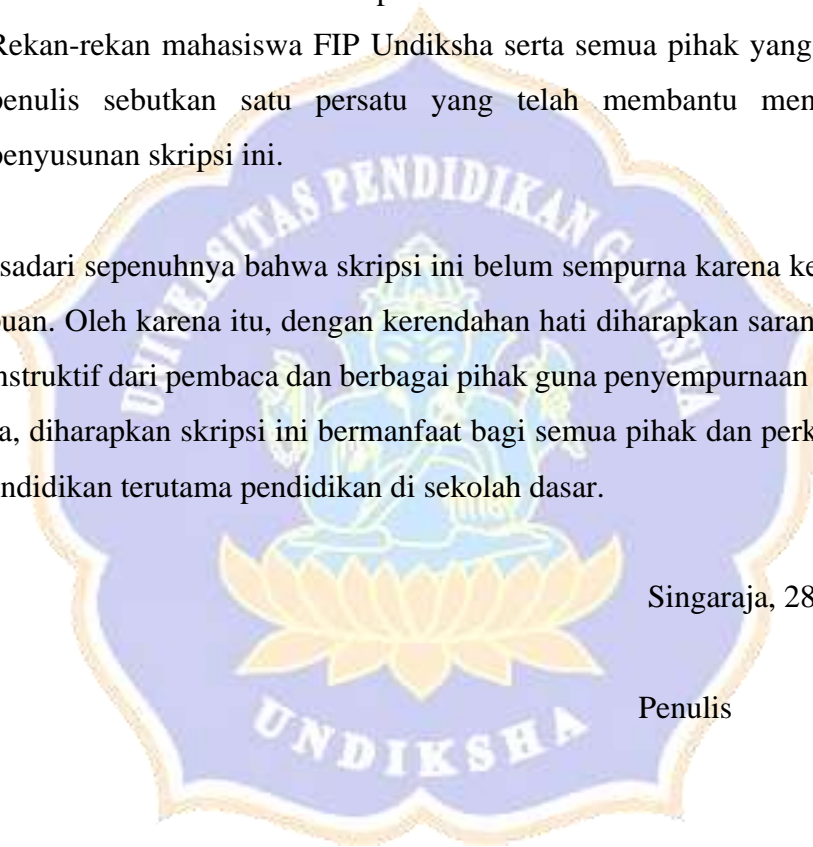 Rekan-rekan mahasiswa FIP Undiksha serta semua pihak yang
penulis sebutkan satu persatu yang telah membantu men
penyusunan skripsi ini.
sadari sepenuhnya bahwa skripsi ini belum sempurna karena ke
puan. Oleh karena itu, dengan kerendahan hati diharapkan saran
nstruktif dari pembaca dan berbagai pihak guna penyempurnaan
a, diharapkan skripsi ini bermanfaat bagi semua pihak dan perk
ndidikan terutama pendidikan di sekolah dasar.
Singaraja, 28
Penulis
UNIVERSITAS PENDIDIKAN GANESHA
UNDIKSHA